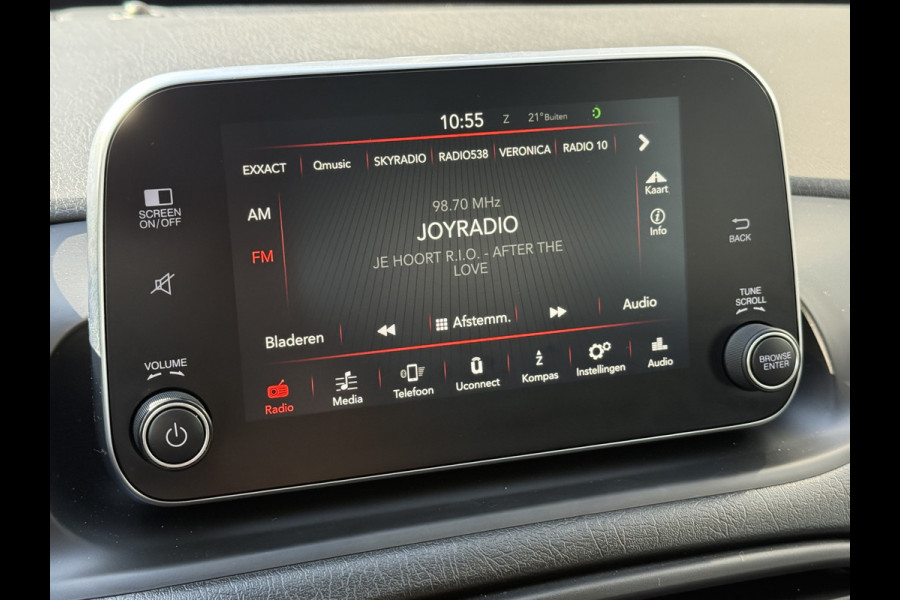 10:55 Z 21° Buiten
EXXACT Qmusic SKYRADIO RADIO538 VERONICA RADIO 10
SCREEN
ON/OFF
AM
FM
98.70 MHz
JOYRADIO
JE HOORT R.I.O. - AFTER THE
LOVE
Kaart
Info
BACK
TUNE
SCROLL
BROWSE
ENTER
Bladeren Afstemm. Audio
VOLUME
Radio Media Telefoon Uconnect Kompas Instellingen Audio